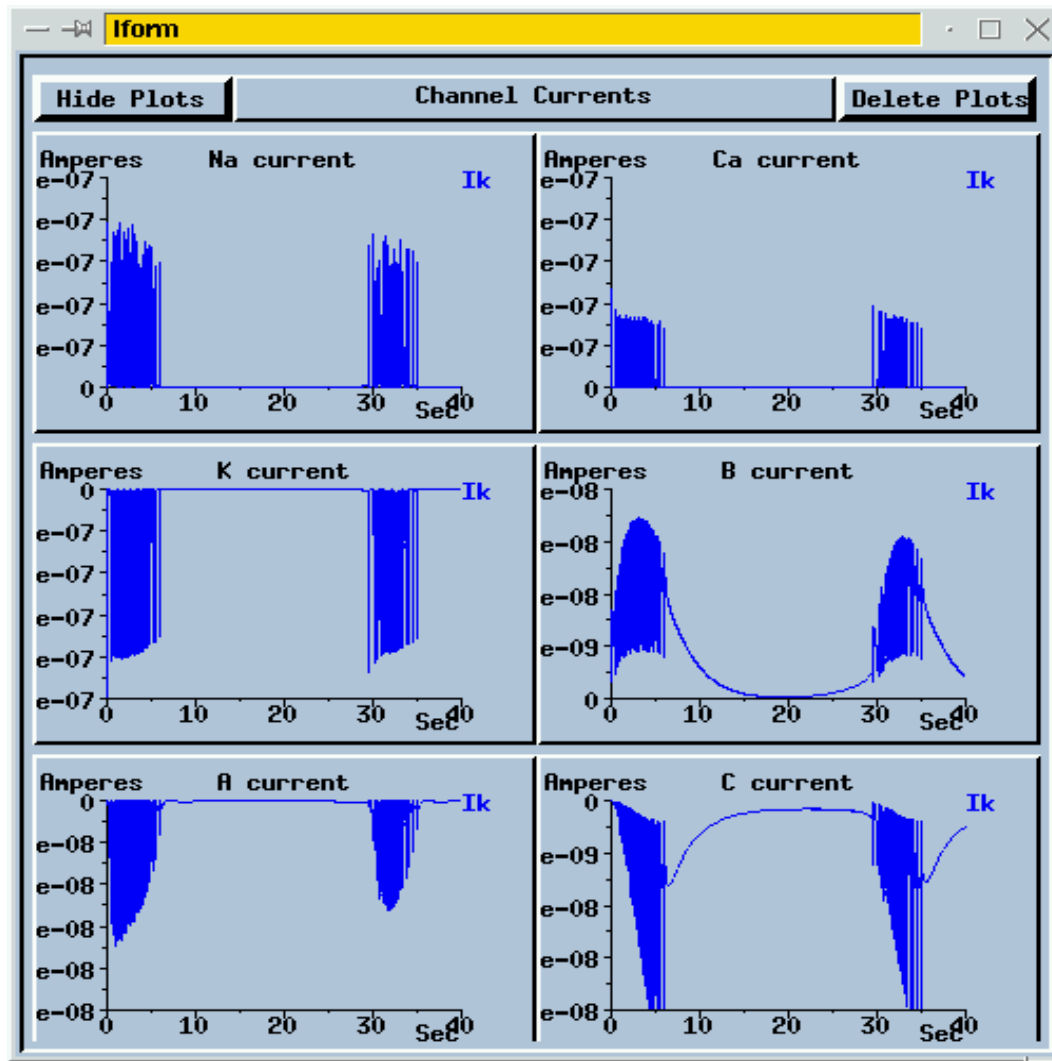 Iform
Hide Plots Channel Currents Delete Plots
Amperes Na current
Ik
e-07
e-07
e-07
e-07
e-07
0
0 10 20 30 40
Sec
Amperes Ca current
Ik
e-07
e-07
e-07
e-07
e-07
0
0 10 20 30 40
Sec
Amperes K current
Ik
0
e-07
e-07
e-07
e-07
e-07
0 10 20 30 40
Sec
Amperes B current
Ik
e-08
e-08
e-08
e-09
0
0 10 20 30 40
Sec
Amperes A current
Ik
0
e-08
e-08
e-08
e-08
e-08
0 10 20 30 40
Sec
Amperes C current
Ik
0
e-09
e-08
e-08
e-08
0 10 20 30 40
Sec